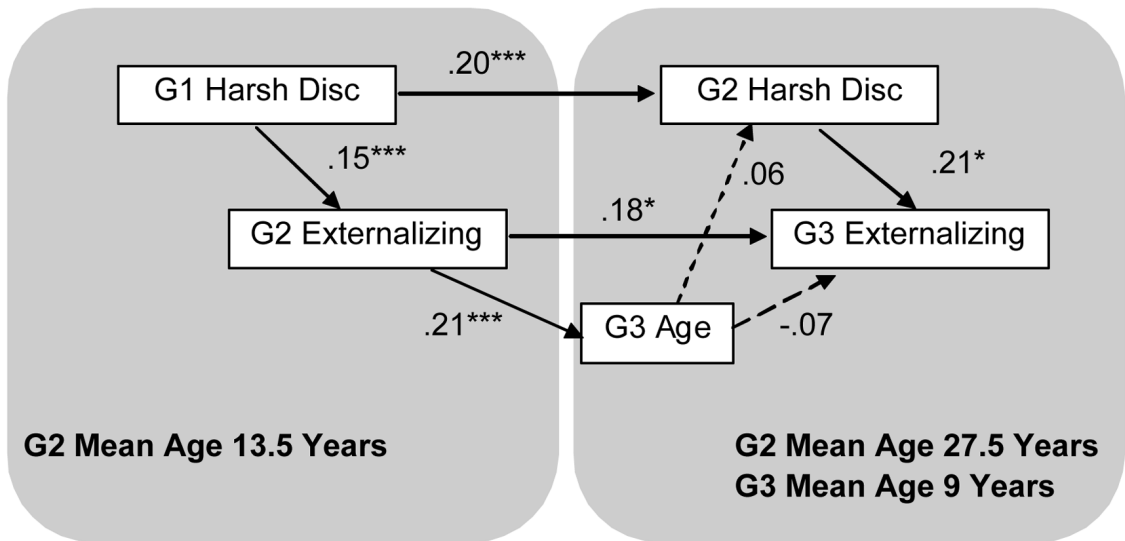 .20***
G1 Harsh Disc
G2 Harsh Disc
.15***
.06
.21*
.18*
G2 Externalizing
G3 Externalizing
.21***
G3 Age
-.07
G2 Mean Age 13.5 Years
G2 Mean Age 27.5 Years
G3 Mean Age 9 Years